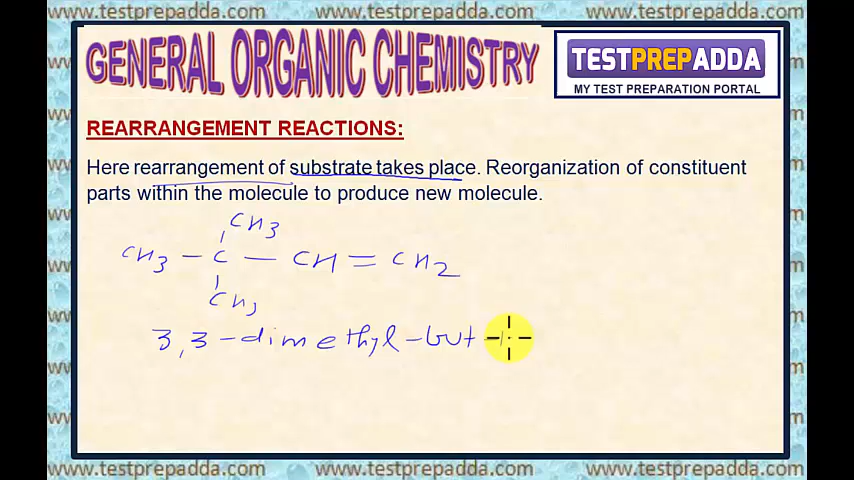 www.testprepadda.com www.testprepadda.com www.testprepadda.com
GENERAL ORGANIC CHEMISTRY
TESTPREPADDA
MY TEST PREPARATION PORTAL
REARRANGEMENT REACTIONS:
Here rearrangement of substrate takes place. Reorganization of constituent
parts within the molecule to produce new molecule.
CH3
CH3 - C - CH = CH2
CH3
3,3-dimethyl-but-
www.testprepadda.com www.testprepadda.com www.testprepadda.com